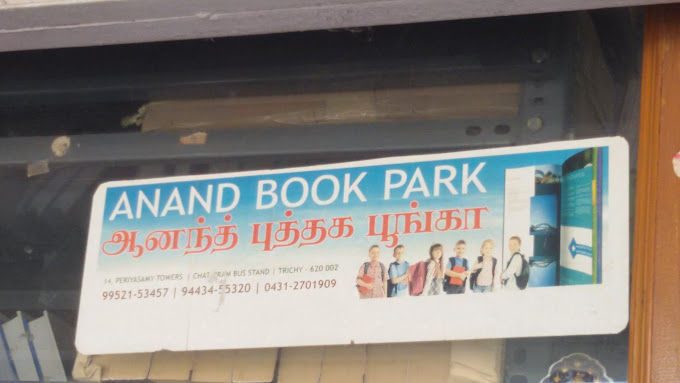 ANAND BOOK PARK
ஆனந்த் புத்தக பூங்கா
14, PERIYASAMY TOWERS | BUS STAND | TRICHY - 620 002
99521-53457 | 94434-55320 | 0431-2701909